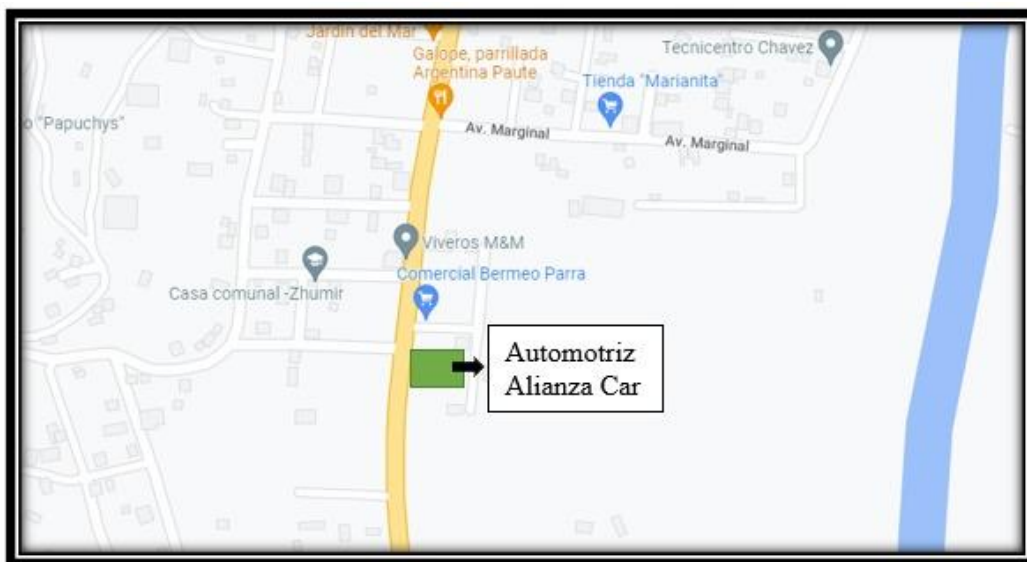 Jardín del Mar
Galope, parrillada
Argentina Paute
Tecnicentro Chavez
Tienda "Marianita"
o "Papuchys"
Av. Marginal
Av. Marginal
Viveros M&M
Comercial Bermeo Parra
Casa comunal -Zhumir
Automotriz
Alianza Car